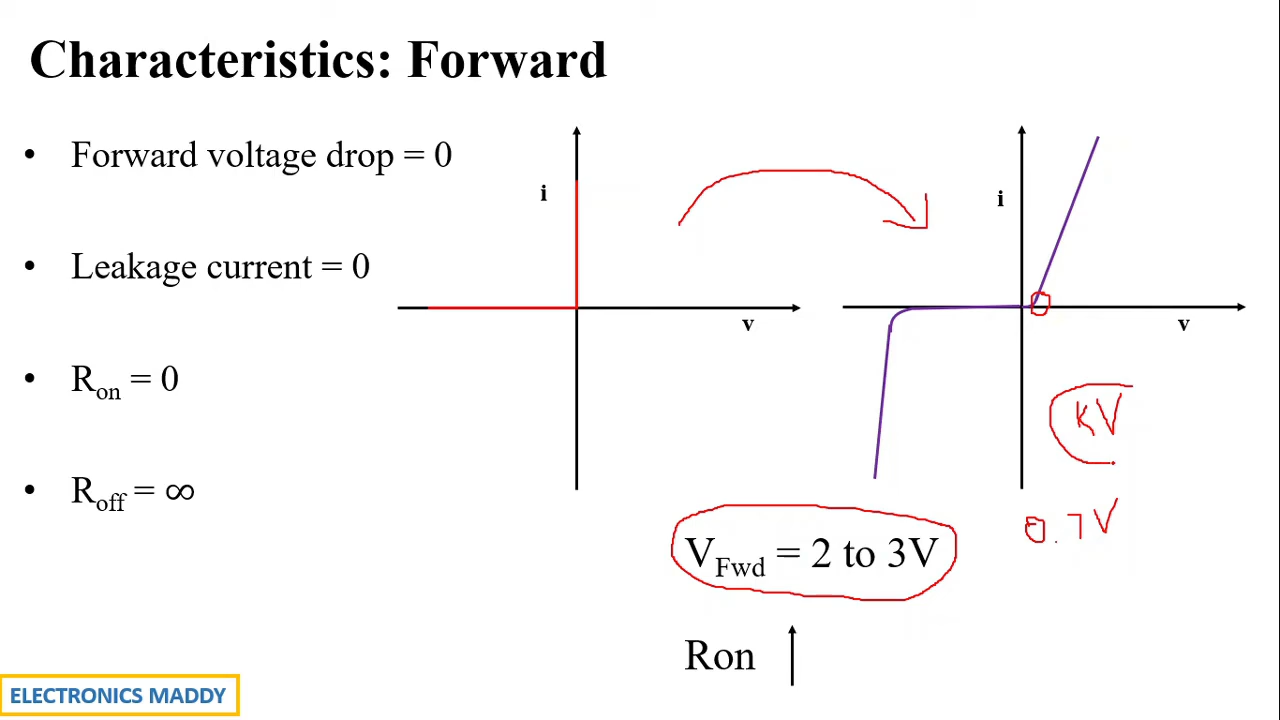 Characteristics: Forward
• Forward voltage drop = 0
• Leakage current = 0
• Ron = 0
• Roff = ∞
i
v
i
v
KV
0.7V
VFwd = 2 to 3V
Ron
ELECTRONICS MADDY